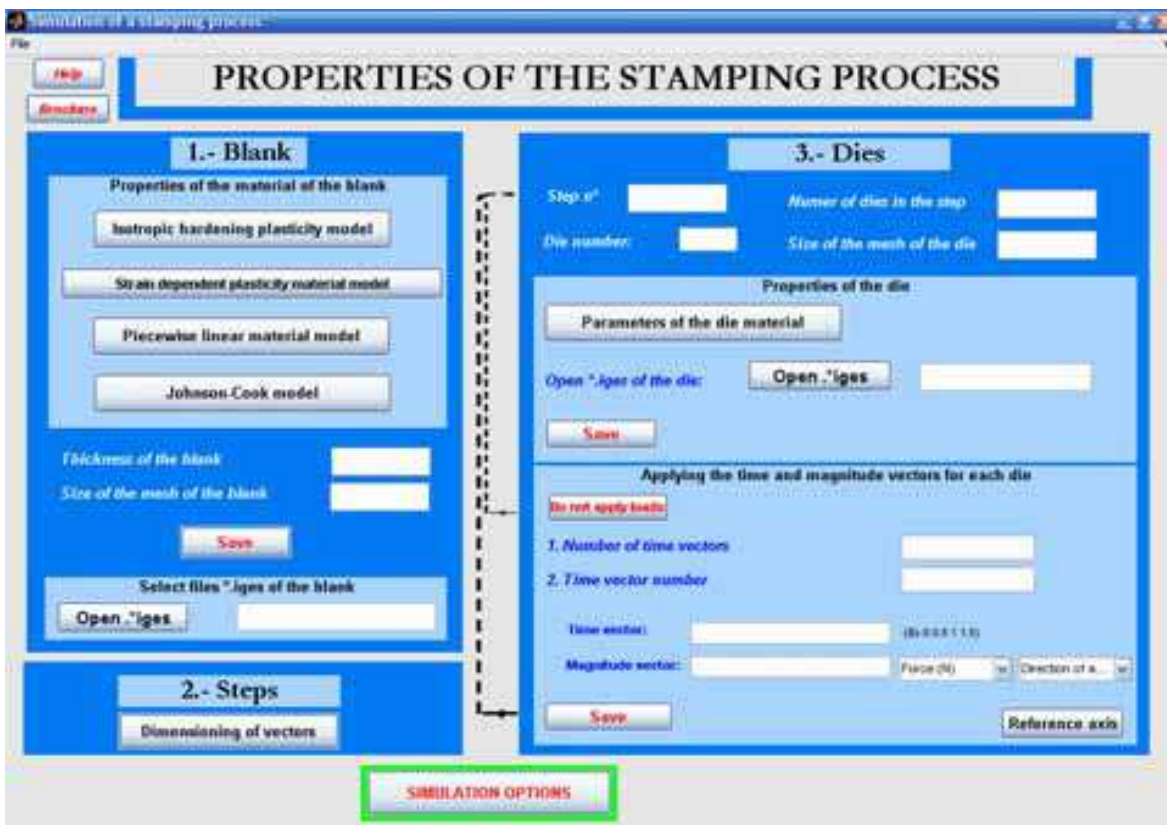 Simulation of a stamping process
File
Help
PROPERTIES OF THE STAMPING PROCESS
Brochure
1.- Blank
Properties of the material of the blank
Isotropic hardening plasticity model
Strain dependent plasticity material model
Piecewise linear material model
Johnson-Cook model
Thickness of the blank
Size of the mesh of the blank
Save
Select files *.iges of the blank
Open .*iges
2.- Steps
Dimensioning of vectors
3.- Dies
Step nº
Numer of dies in the step
Die number:
Size of the mesh of the die
Properties of the die
Parameters of the die material
Open *.iges of the die:
Open .*iges
Save
Applying the time and magnitude vectors for each die
Do not apply loads
1. Number of time vectors
2. Time vector number
Time vector:
Magnitude vector:
Force (N)
Direction of a...
Save
Reference axis
SIMULATION OPTIONS